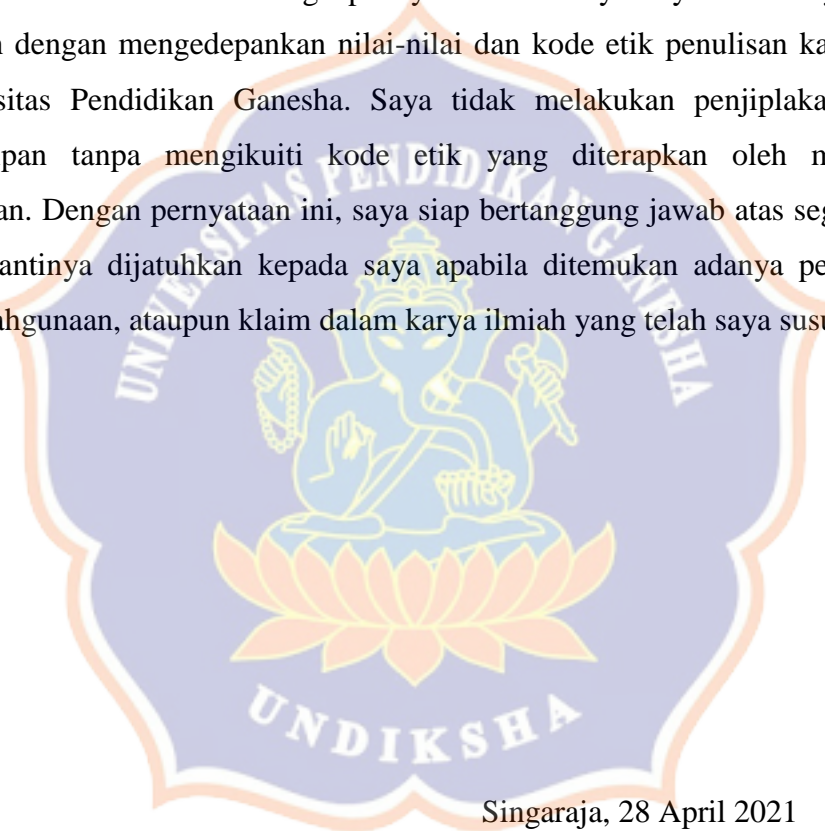 dengan mengedepankan nilai-nilai dan kode etik penulisan ka
sitas Pendidikan Ganesha. Saya tidak melakukan penjiplaka
pan tanpa mengikuiti kode etik yang diterapkan oleh m
an. Dengan pernyataan ini, saya siap bertanggung jawab atas seg
antinya dijatuhkan kepada saya apabila ditemukan adanya pe
ahgunaan, ataupun klaim dalam karya ilmiah yang telah saya susu
UNIVERSITAS PENDIDIKAN GANESHA
UNDIKSHA
Singaraja, 28 April 2021